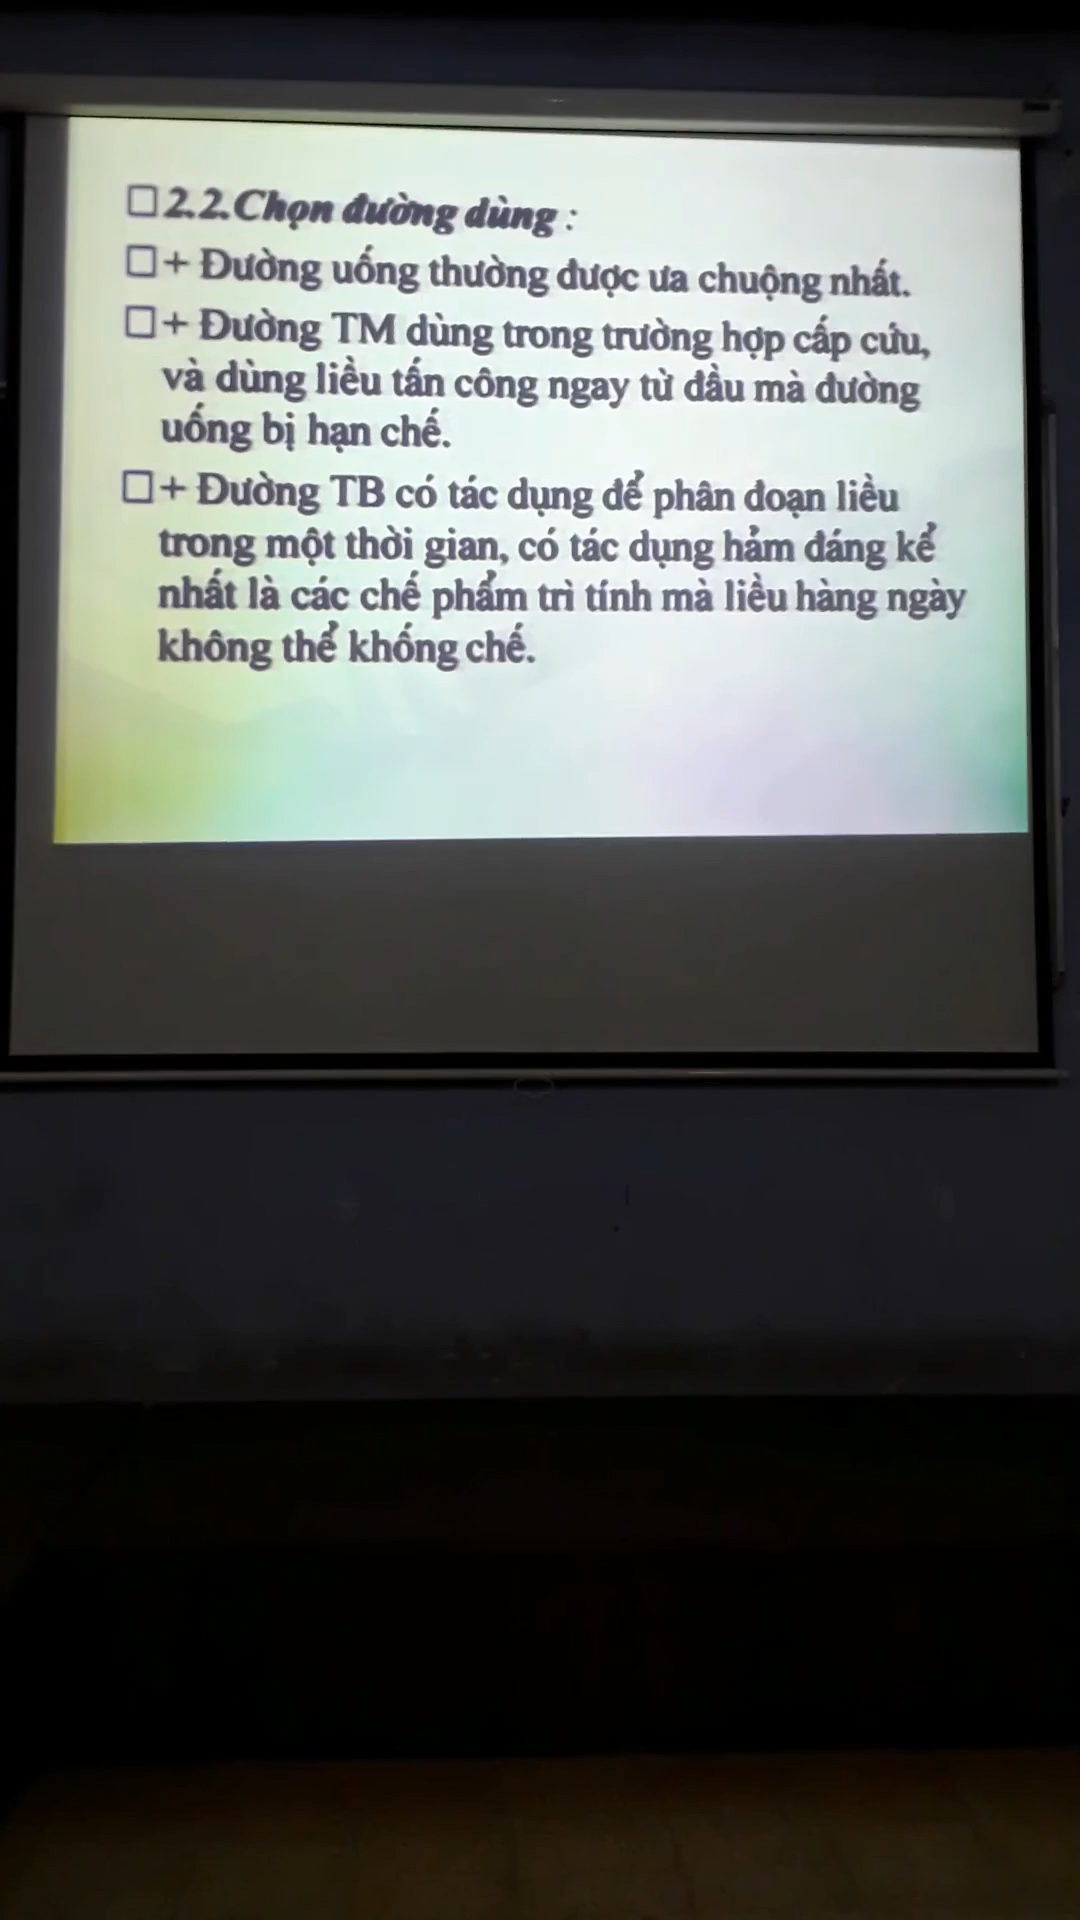 ☐2.2.Chọn đường dùng :
☐+ Đường uống thường được ưa chuộng nhất.
☐+ Đường TM dùng trong trường hợp cấp cứu,
và dùng liều tấn công ngay từ đầu mà đường
uống bị hạn chế.
☐+ Đường TB có tác dụng để phân đoạn liều
trong một thời gian, có tác dụng hảm đáng kể
nhất là các chế phẩm trì tính mà liều hàng ngày
không thể khống chế.